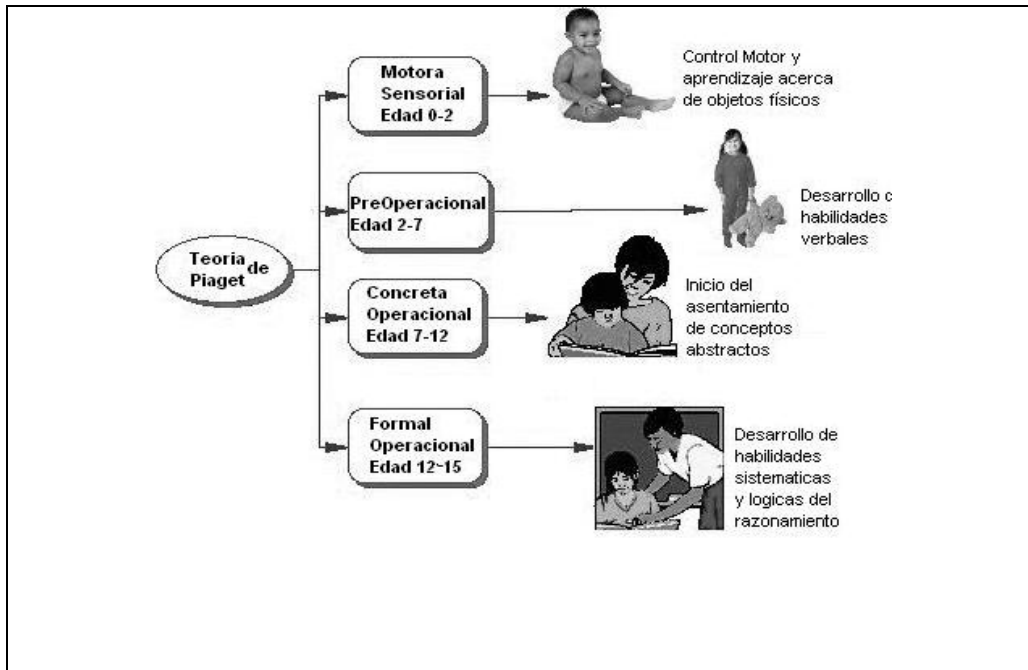 Teoria de
Piaget
Motora
Sensorial
Edad 0-2
Control Motor y
aprendizaje acerca
de objetos físicos
PreOperacional
Edad 2-7
Desarrollo c
habilidades
verbales
Concreta
Operacional
Edad 7-12
Inicio del
asentamiento
de conceptos
abstractos
Formal
Operacional
Edad 12-15
Desarrollo de
habilidades
sistematicas
y logicas del
razonamiento